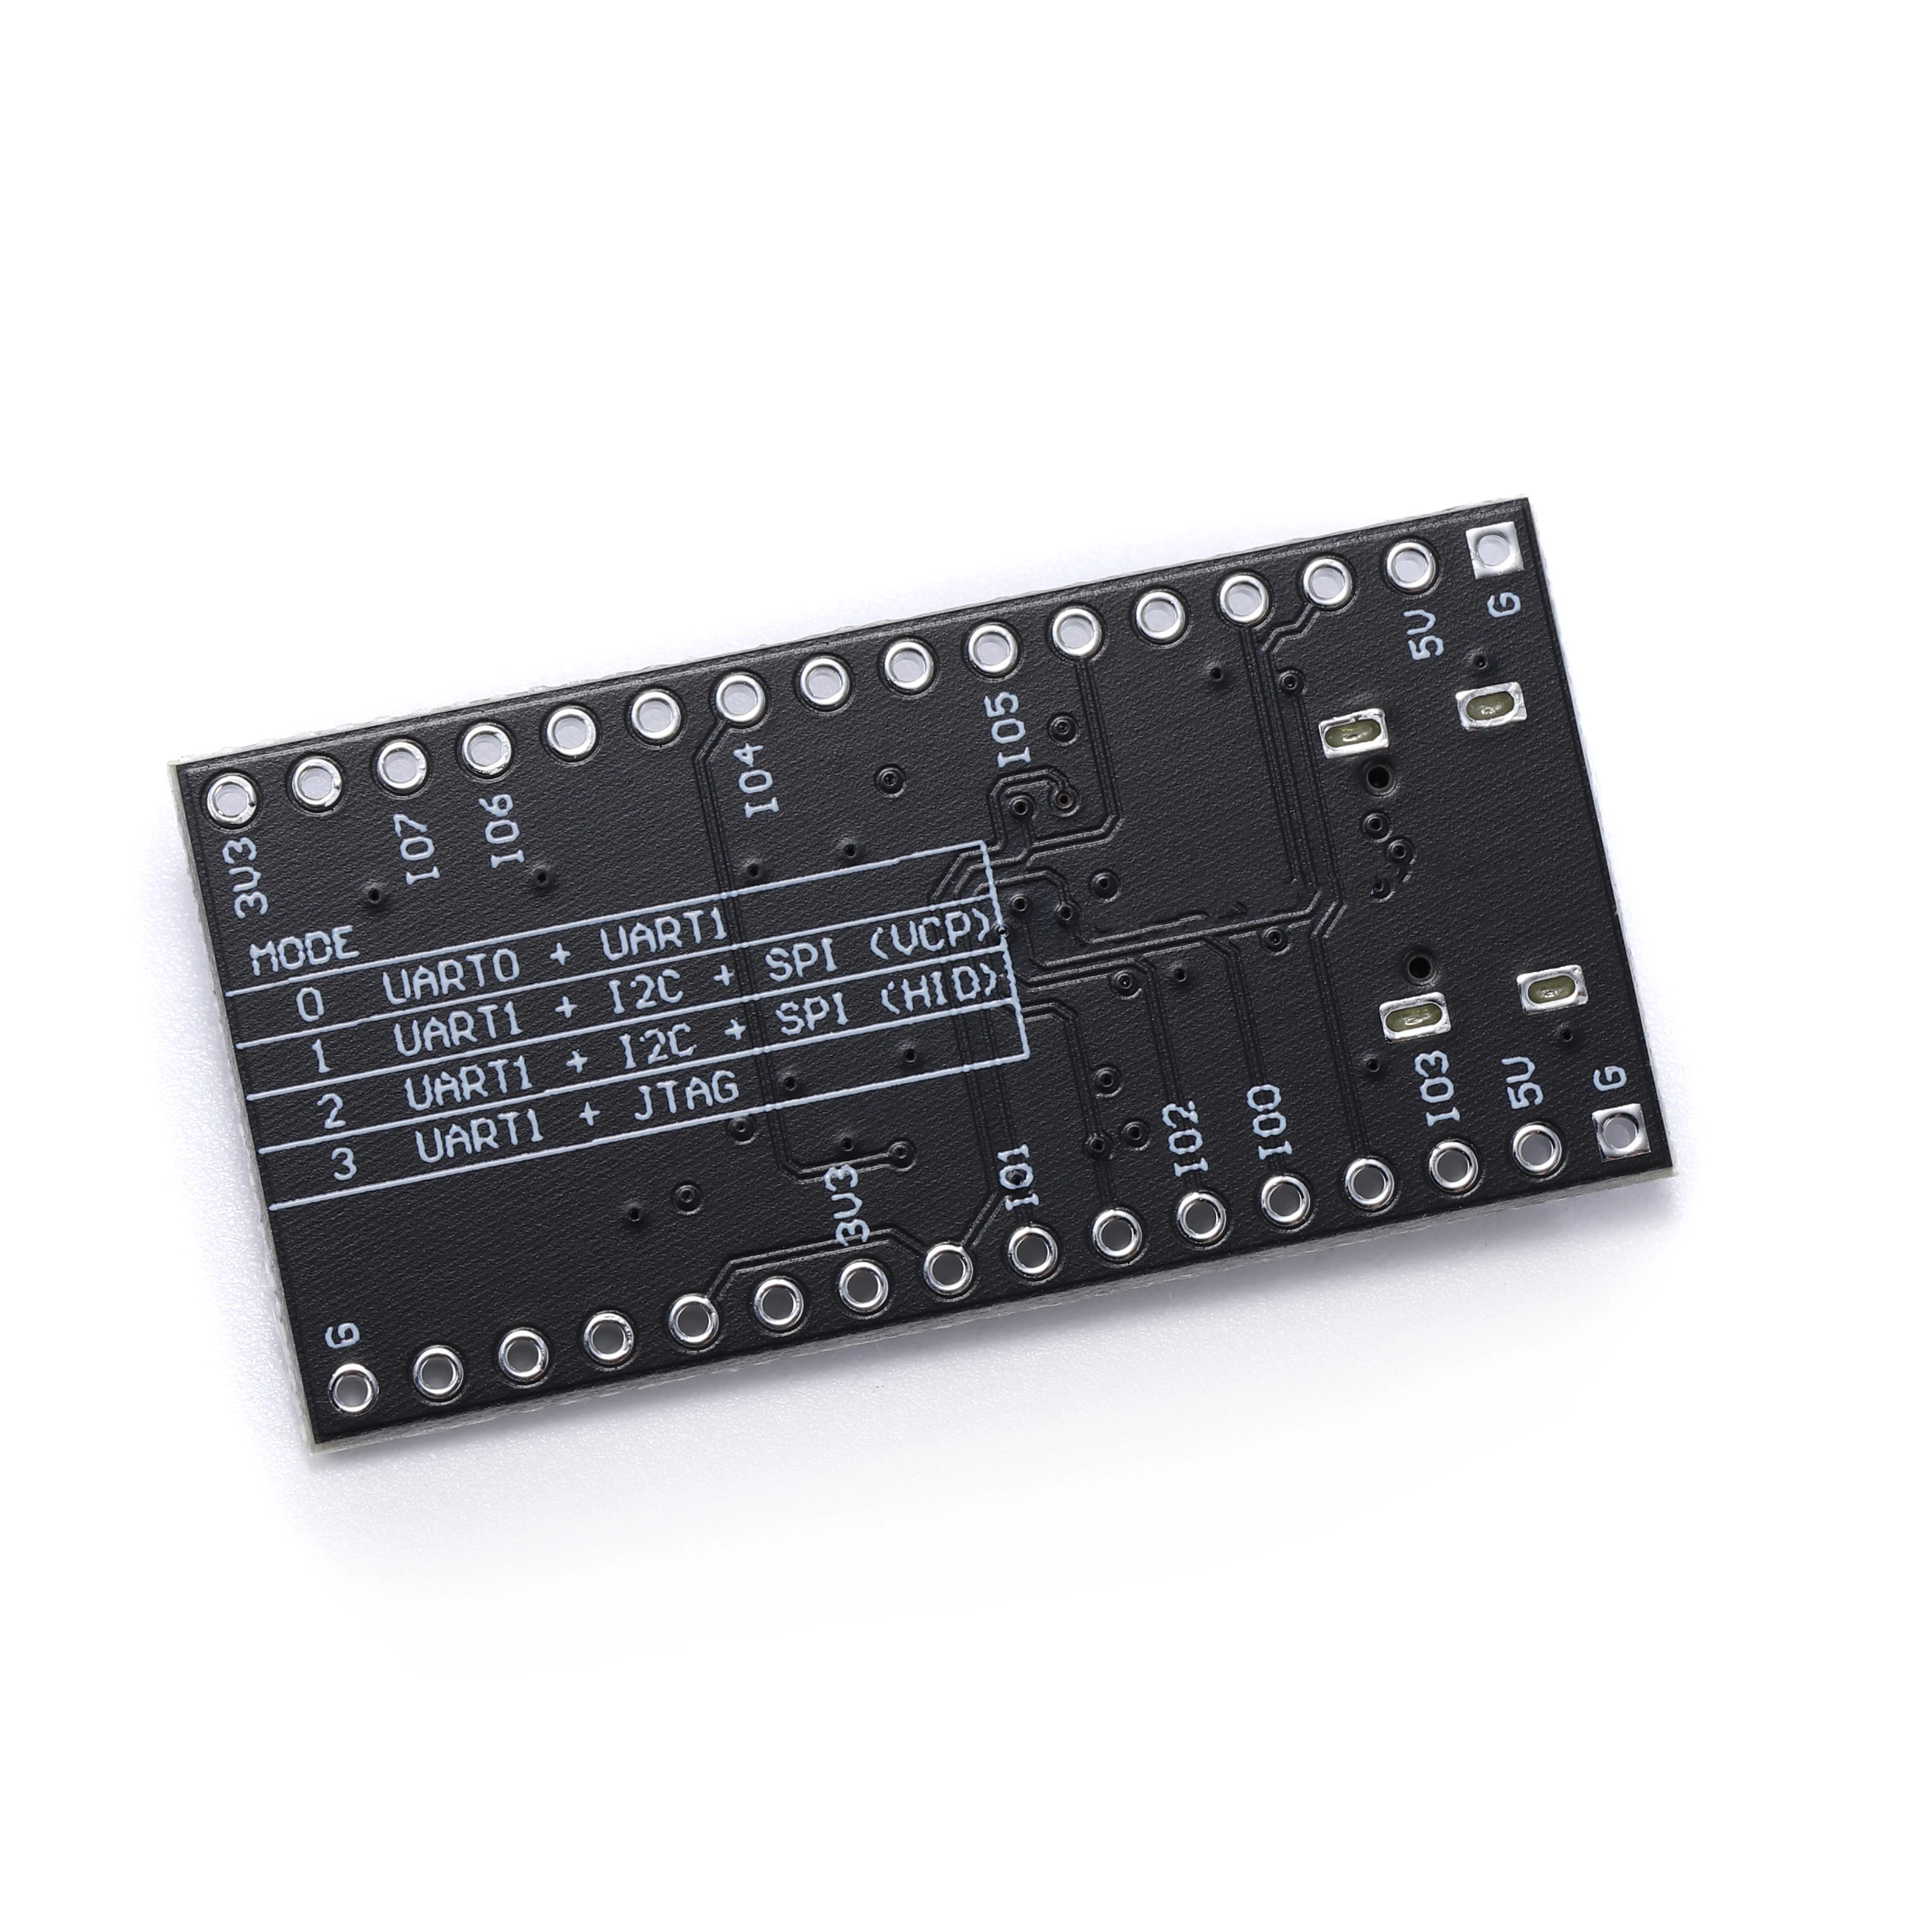 G
5V
IO5
IO4
IO6
IO7
3V3
MODE
0 UART0 + UART1
1 UART1 + I2C + SPI (VCP)
2 UART1 + I2C + SPI (HID)
3 UART1 + JTAG
G
3V3
IO1
IO2
IO0
IO3
5V
G